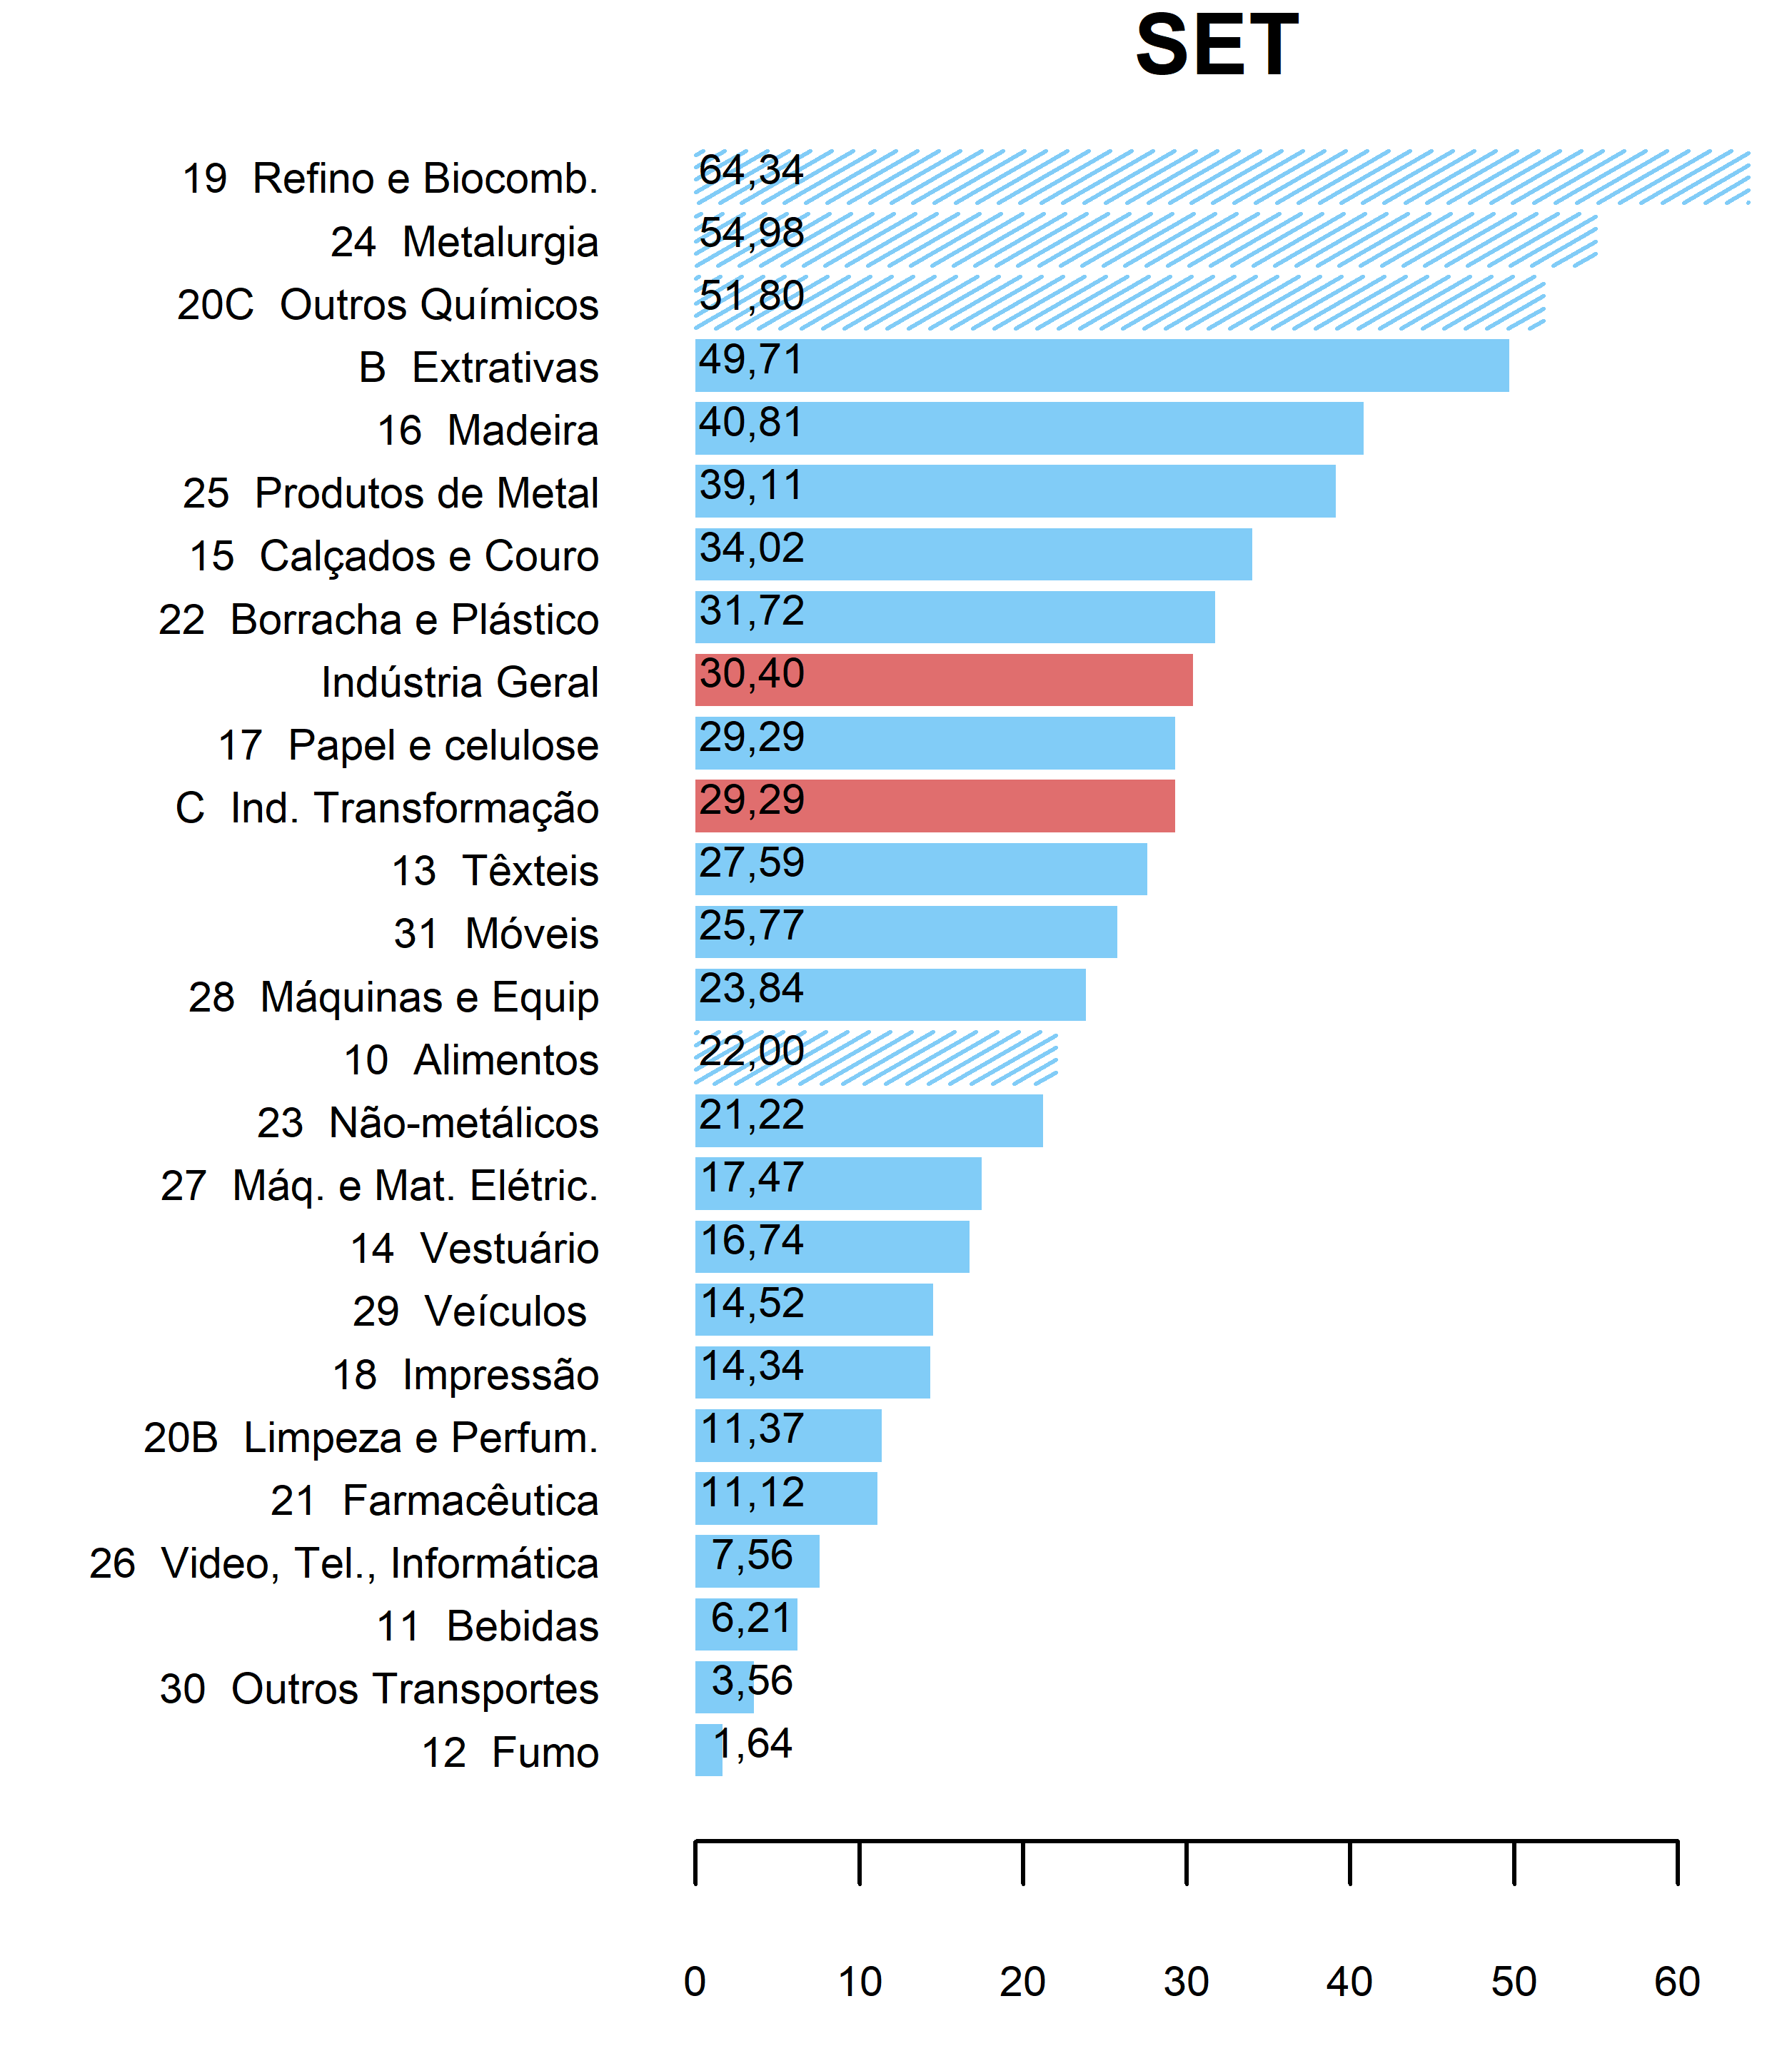 SET
19 Refino e Biocomb. 64,34
24 Metalurgia 54,98
20C Outros Químicos 51,80
B Extrativas 49,71
16 Madeira 40,81
25 Produtos de Metal 39,11
15 Calçados e Couro 34,02
22 Borracha e Plástico 31,72
Indústria Geral 30,40
17 Papel e celulose 29,29
C Ind. Transformação 29,29
13 Têxteis 27,59
31 Móveis 25,77
28 Máquinas e Equip 23,84
10 Alimentos 22,00
23 Não-metálicos 21,22
27 Máq. e Mat. Elétric. 17,47
14 Vestuário 16,74
29 Veículos 14,52
18 Impressão 14,34
20B Limpeza e Perfum. 11,37
21 Farmacêutica 11,12
26 Video, Tel., Informática 7,56
11 Bebidas 6,21
30 Outros Transportes 3,56
12 Fumo 1,64
0 10 20 30 40 50 60